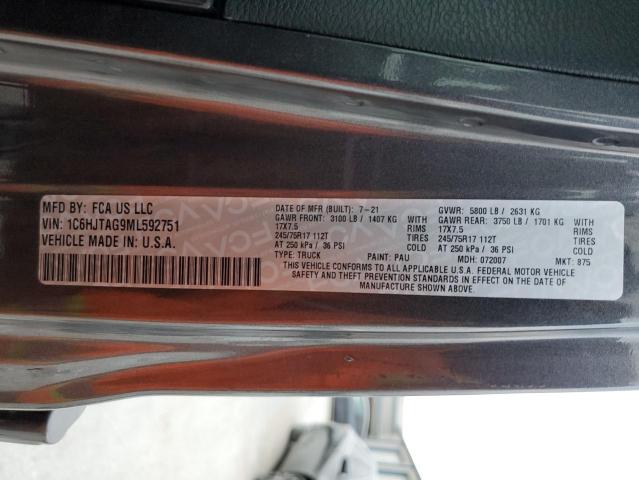 MFD BY: FCA US LLC
VIN: 1C6HJTAG9ML592751
VEHICLE MADE IN U.S.A.
DATE OF MFR (BUILT): 7-21
GAWR FRONT: 3100 LB / 1407 KG
17X7.5 RIMS
245/75R17 112T TIRES
AT 250 kPa / 36 PSI COLD
TYPE: TRUCK
GVWR: 5800 LB / 2631 KG
GAWR REAR: 3750 LB / 1701 KG
17X7.5 RIMS
245/75R17 112T TIRES
AT 250 kPa / 36 PSI COLD
PAINT: PAU
MDH: 072007
MKT: 875
THIS VEHICLE CONFORMS TO ALL APPLICABLE U.S.A. FEDERAL MOTOR VEHICLE
SAFETY AND THEFT PREVENTION STANDARDS IN EFFECT ON THE DATE OF
MANUFACTURE SHOWN ABOVE.